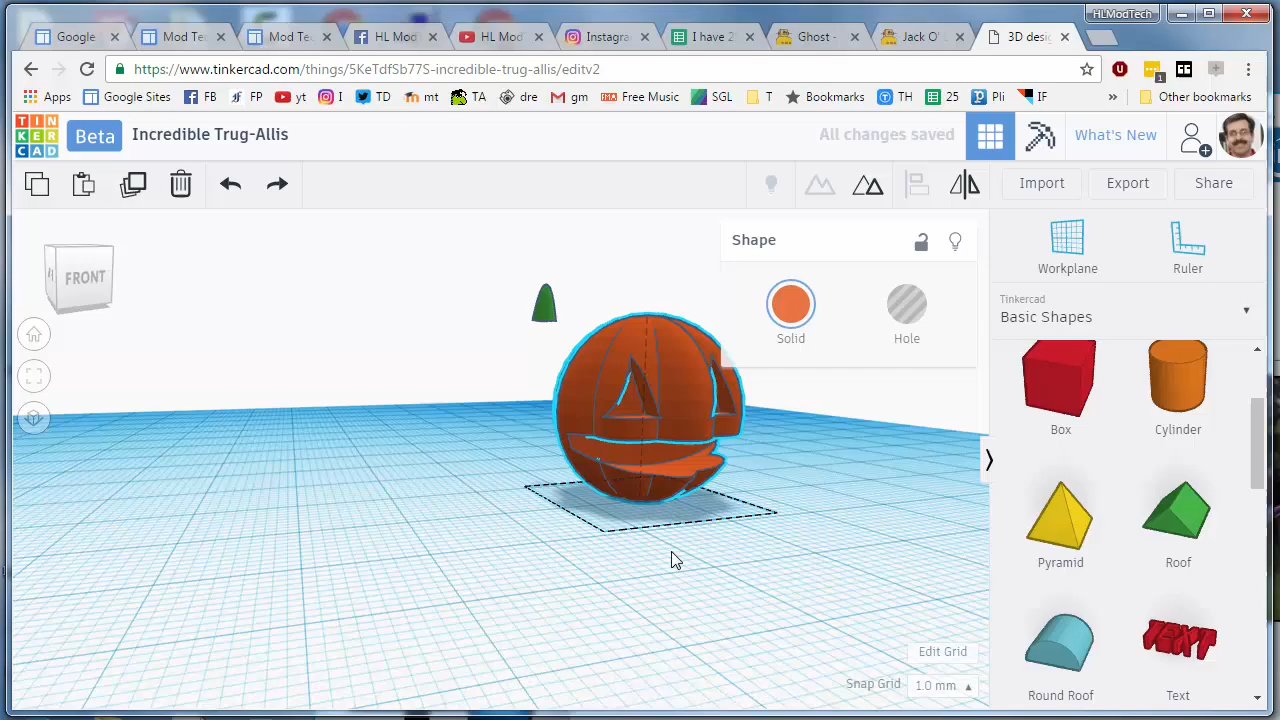 HLModTech
Google
Mod Te
Mod Tec
HL Mod
HL Mod
Instagra
I have 2
Ghost -
Jack O'L
3D desi
https://www.tinkercad.com/things/5KeTdfSb77S-incredible-trug-allis/editv2
Apps
Google Sites
FB
FP
yt
I
TD
mt
TA
dre
gm
Free Music
SGL
T
Bookmarks
TH
25
Pli
IF
»
Other bookmarks
TIN
KER
CAD
Beta
Incredible Trug-Allis
All changes saved
What's New
Import
Export
Share
FRONT
Shape
Solid
Hole
Workplane
Ruler
Tinkercad
Basic Shapes
Box
Cylinder
Pyramid
Roof
TEXT
Round Roof
Text
Edit Grid
Snap Grid
1.0 mm